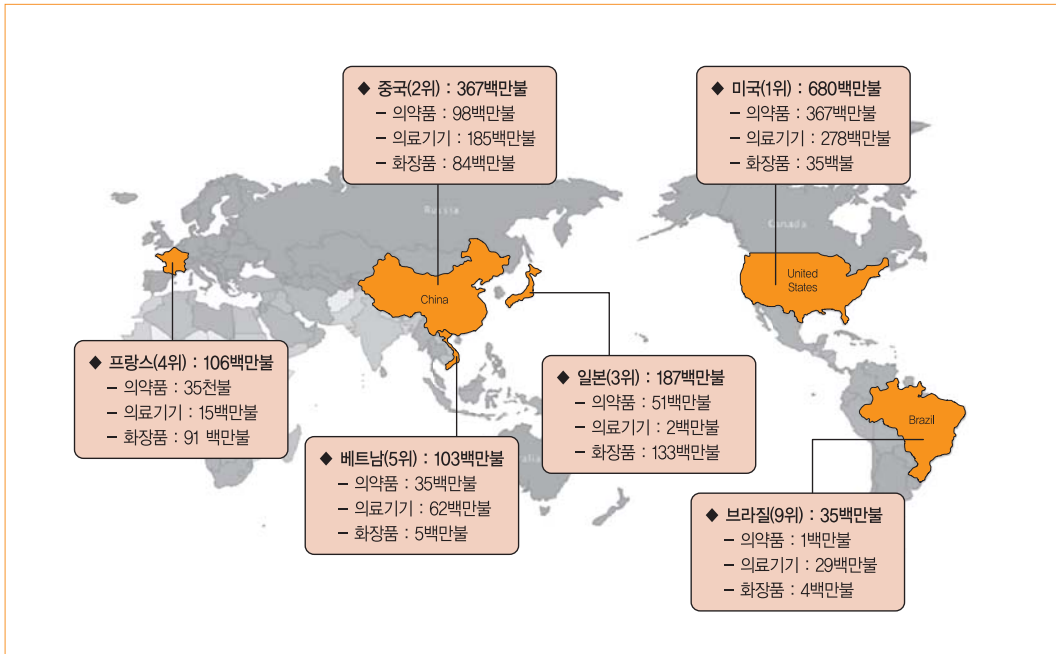 ◆ 중국(2위) : 367백만불
– 의약품 : 98백만불
– 의료기기 : 185백만불
– 화장품 : 84백만불
◆ 미국(1위) : 680백만불
– 의약품 : 367백만불
– 의료기기 : 278백만불
– 화장품 : 35백불
Russia
Canada
China
United
States
◆ 프랑스(4위) : 106백만불
– 의약품 : 35천불
– 의료기기 : 15백만불
– 화장품 : 91 백만불
◆ 일본(3위) : 187백만불
– 의약품 : 51백만불
– 의료기기 : 2백만불
– 화장품 : 133백만불
Brazil
◆ 베트남(5위) : 103백만불
– 의약품 : 35백만불
– 의료기기 : 62백만불
– 화장품 : 5백만불
◆ 브라질(9위) : 35백만불
– 의약품 : 1백만불
– 의료기기 : 29백만불
– 화장품 : 4백만불